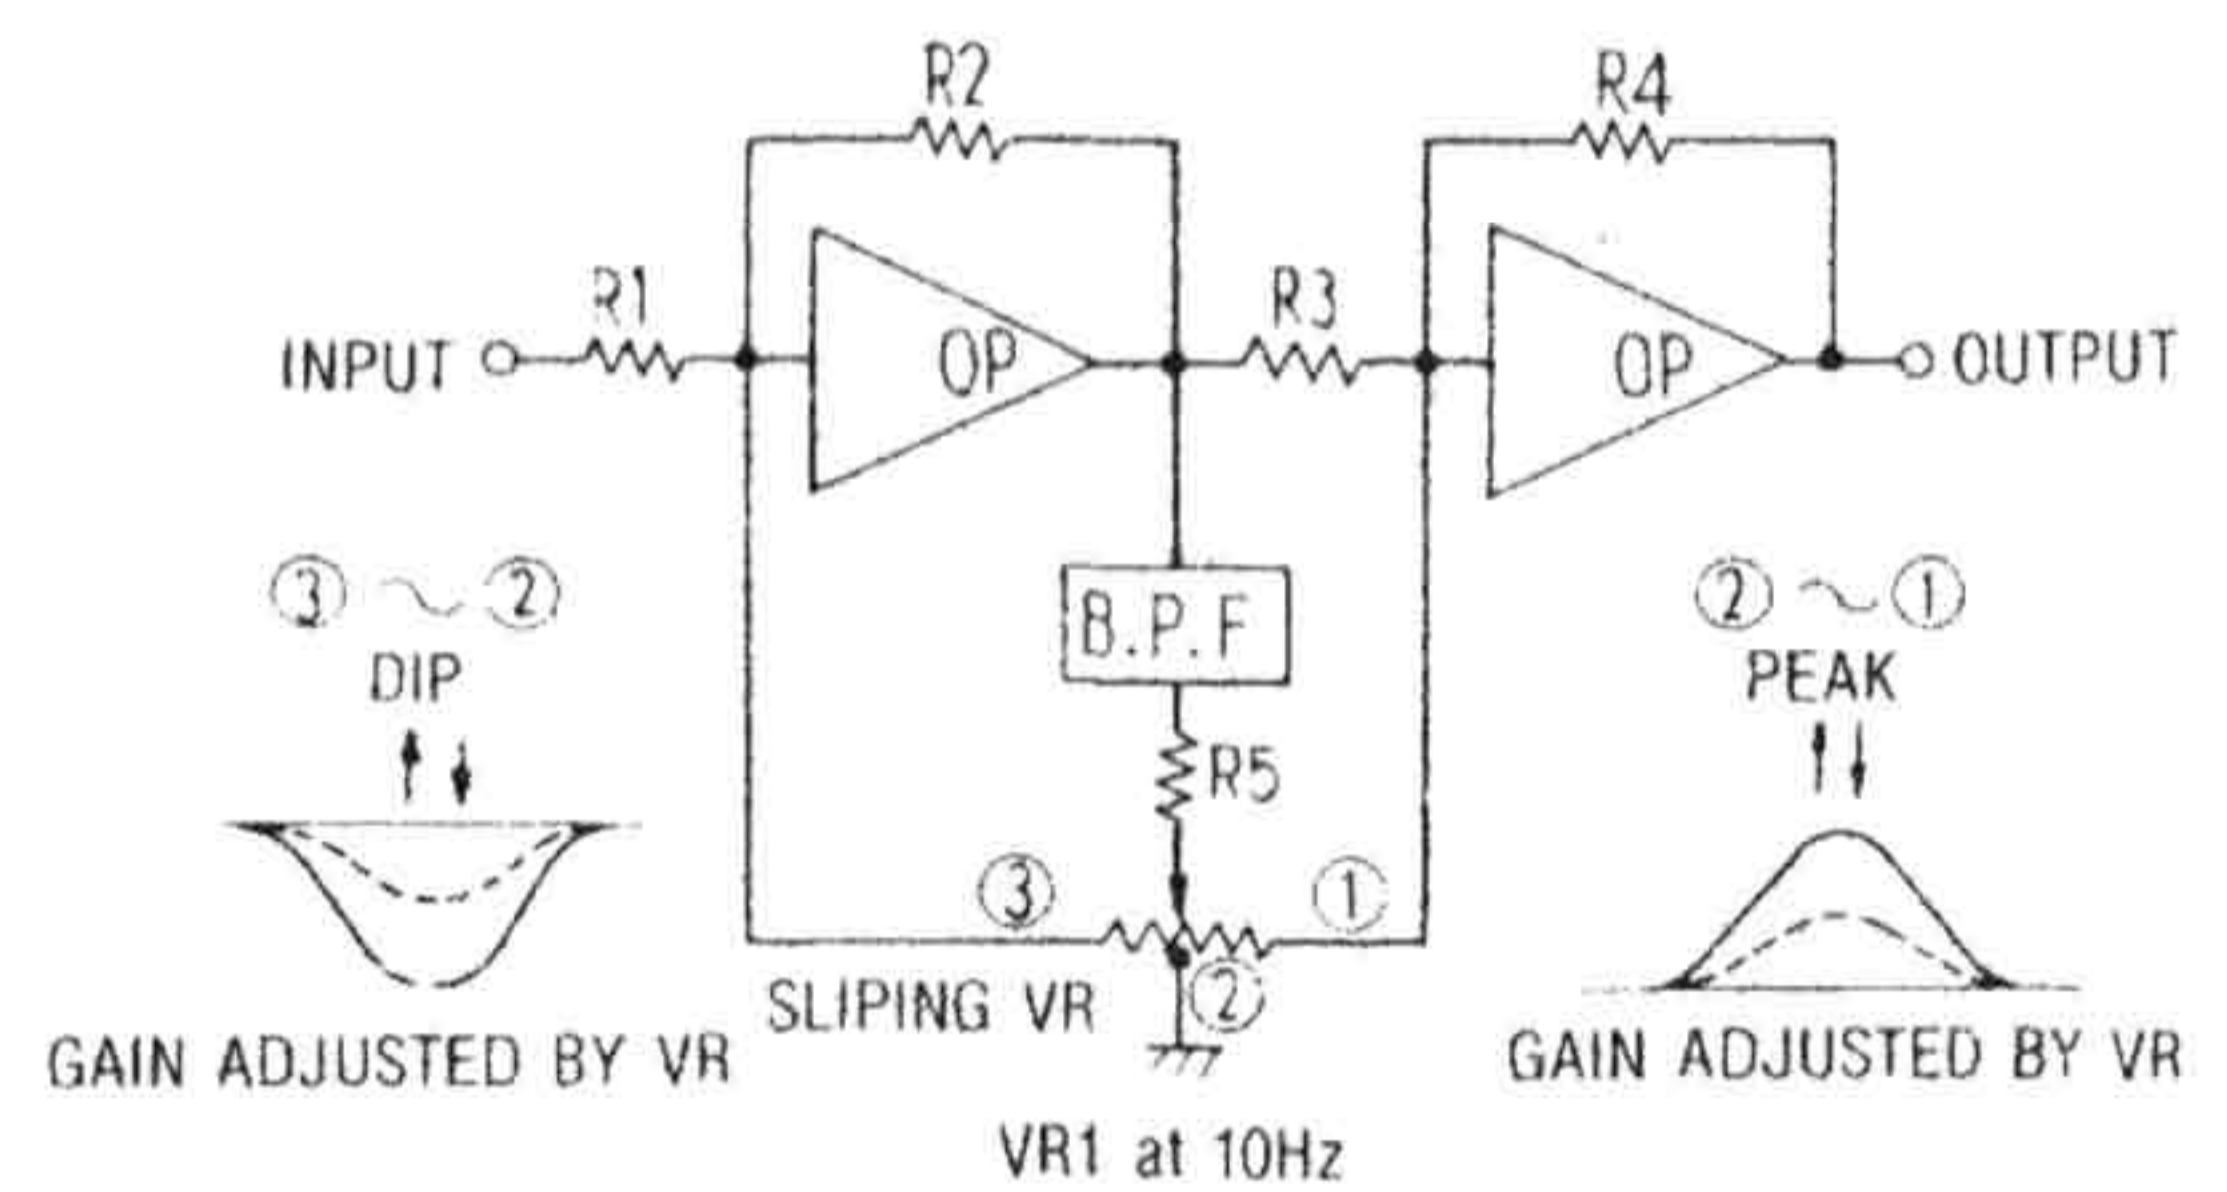 R2
R4
R1
R3
INPUT
OP
OP
OUTPUT
③ ~ ②
② ~ ①
B.P.F
DIP
PEAK
R5
③
①
SLIPING VR
②
GAIN ADJUSTED BY VR
GAIN ADJUSTED BY VR
VR1 at 10Hz